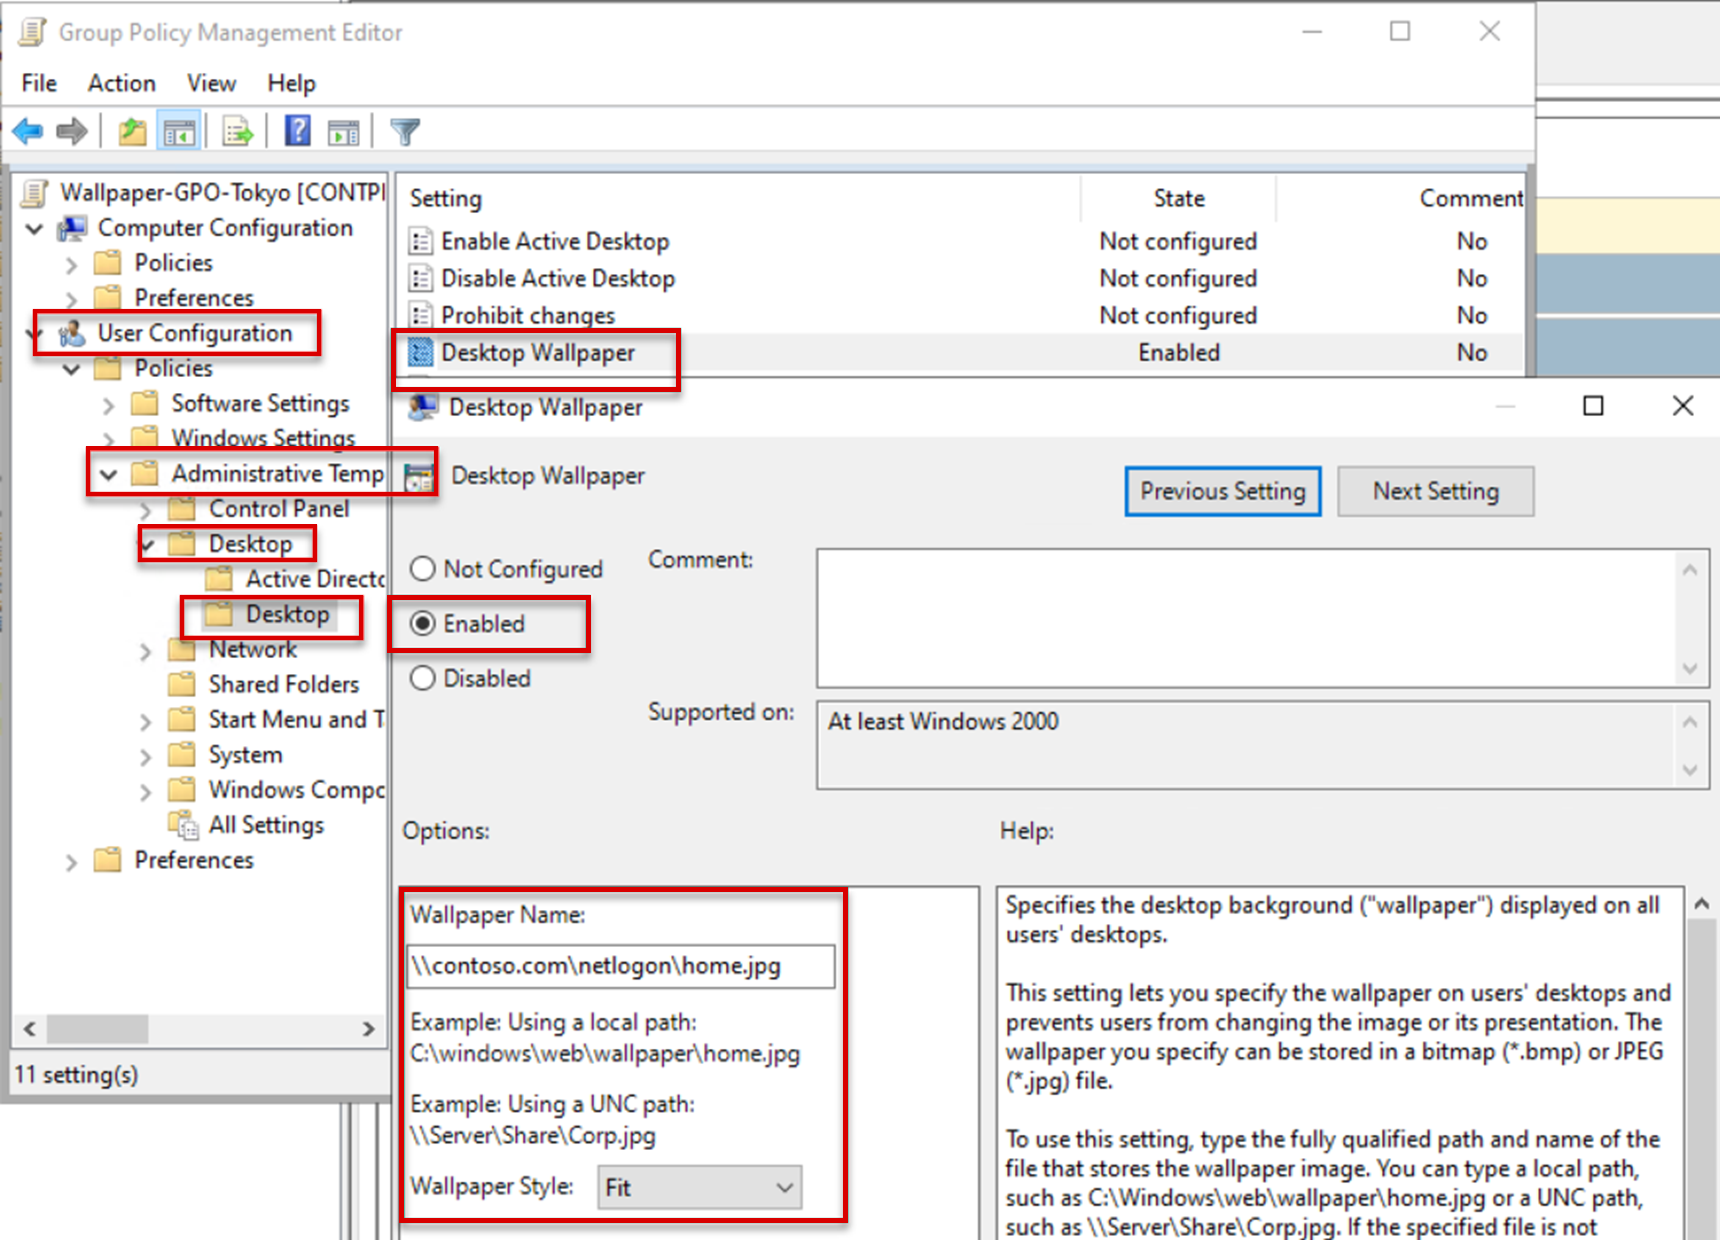 Group Policy Management Editor
File Action View Help
Wallpaper-GPO-Tokyo [CONTPI
Computer Configuration
Policies
Preferences
User Configuration
Policies
Software Settings
Windows Settings
Administrative Temp
Control Panel
Desktop
Active Directo
Desktop
Network
Shared Folders
Start Menu and T
System
Windows Compo
All Settings
Preferences
11 setting(s)
Setting State Comment
Enable Active Desktop Not configured No
Disable Active Desktop Not configured No
Prohibit changes Not configured No
Desktop Wallpaper Enabled No
Desktop Wallpaper
Desktop Wallpaper
Previous Setting Next Setting
Not Configured
Enabled
Disabled
Comment:
Supported on:
At least Windows 2000
Options:
Help:
Wallpaper Name:
\\contoso.com\netlogon\home.jpg
Example: Using a local path:
C:\windows\web\wallpaper\home.jpg
Example: Using a UNC path:
\\Server\Share\Corp.jpg
Wallpaper Style: Fit
Specifies the desktop background ("wallpaper") displayed on all
users' desktops.
This setting lets you specify the wallpaper on users' desktops and
prevents users from changing the image or its presentation. The
wallpaper you specify can be stored in a bitmap (*.bmp) or JPEG
(*.jpg) file.
To use this setting, type the fully qualified path and name of the
file that stores the wallpaper image. You can type a local path,
such as C:\Windows\web\wallpaper\home.jpg or a UNC path,
such as \\Server\Share\Corp.jpg. If the specified file is not